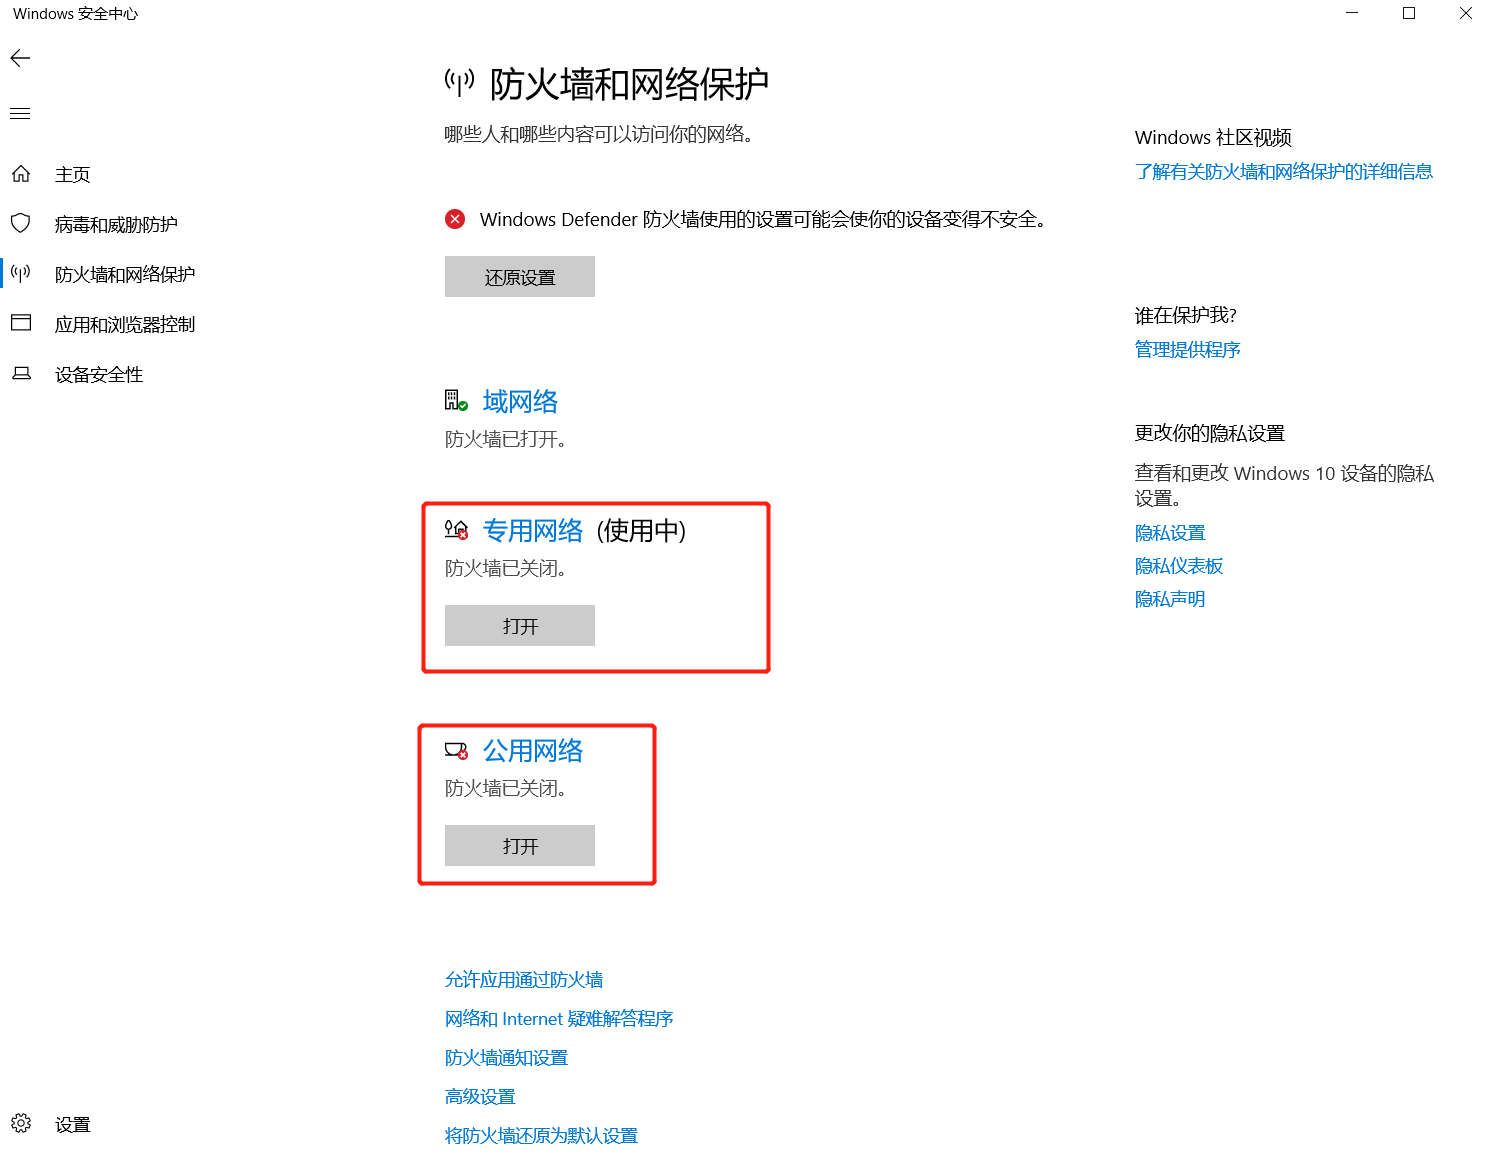 Windows 安全中心
防火墙和网络保护
哪些人和哪些内容可以访问你的网络。
主页
病毒和威胁防护
防火墙和网络保护
应用和浏览器控制
设备安全性
Windows Defender 防火墙使用的设置可能会使你的设备变得不安全。
还原设置
域网络
防火墙已打开。
专用网络 (使用中)
防火墙已关闭。
打开
公用网络
防火墙已关闭。
打开
允许应用通过防火墙
网络和 Internet 疑难解答程序
防火墙通知设置
高级设置
将防火墙还原为默认设置
Windows 社区视频
了解有关防火墙和网络保护的详细信息
谁在保护我?
管理提供程序
更改你的隐私设置
查看和更改 Windows 10 设备的隐私
设置。
隐私设置
隐私仪表板
隐私声明
设置